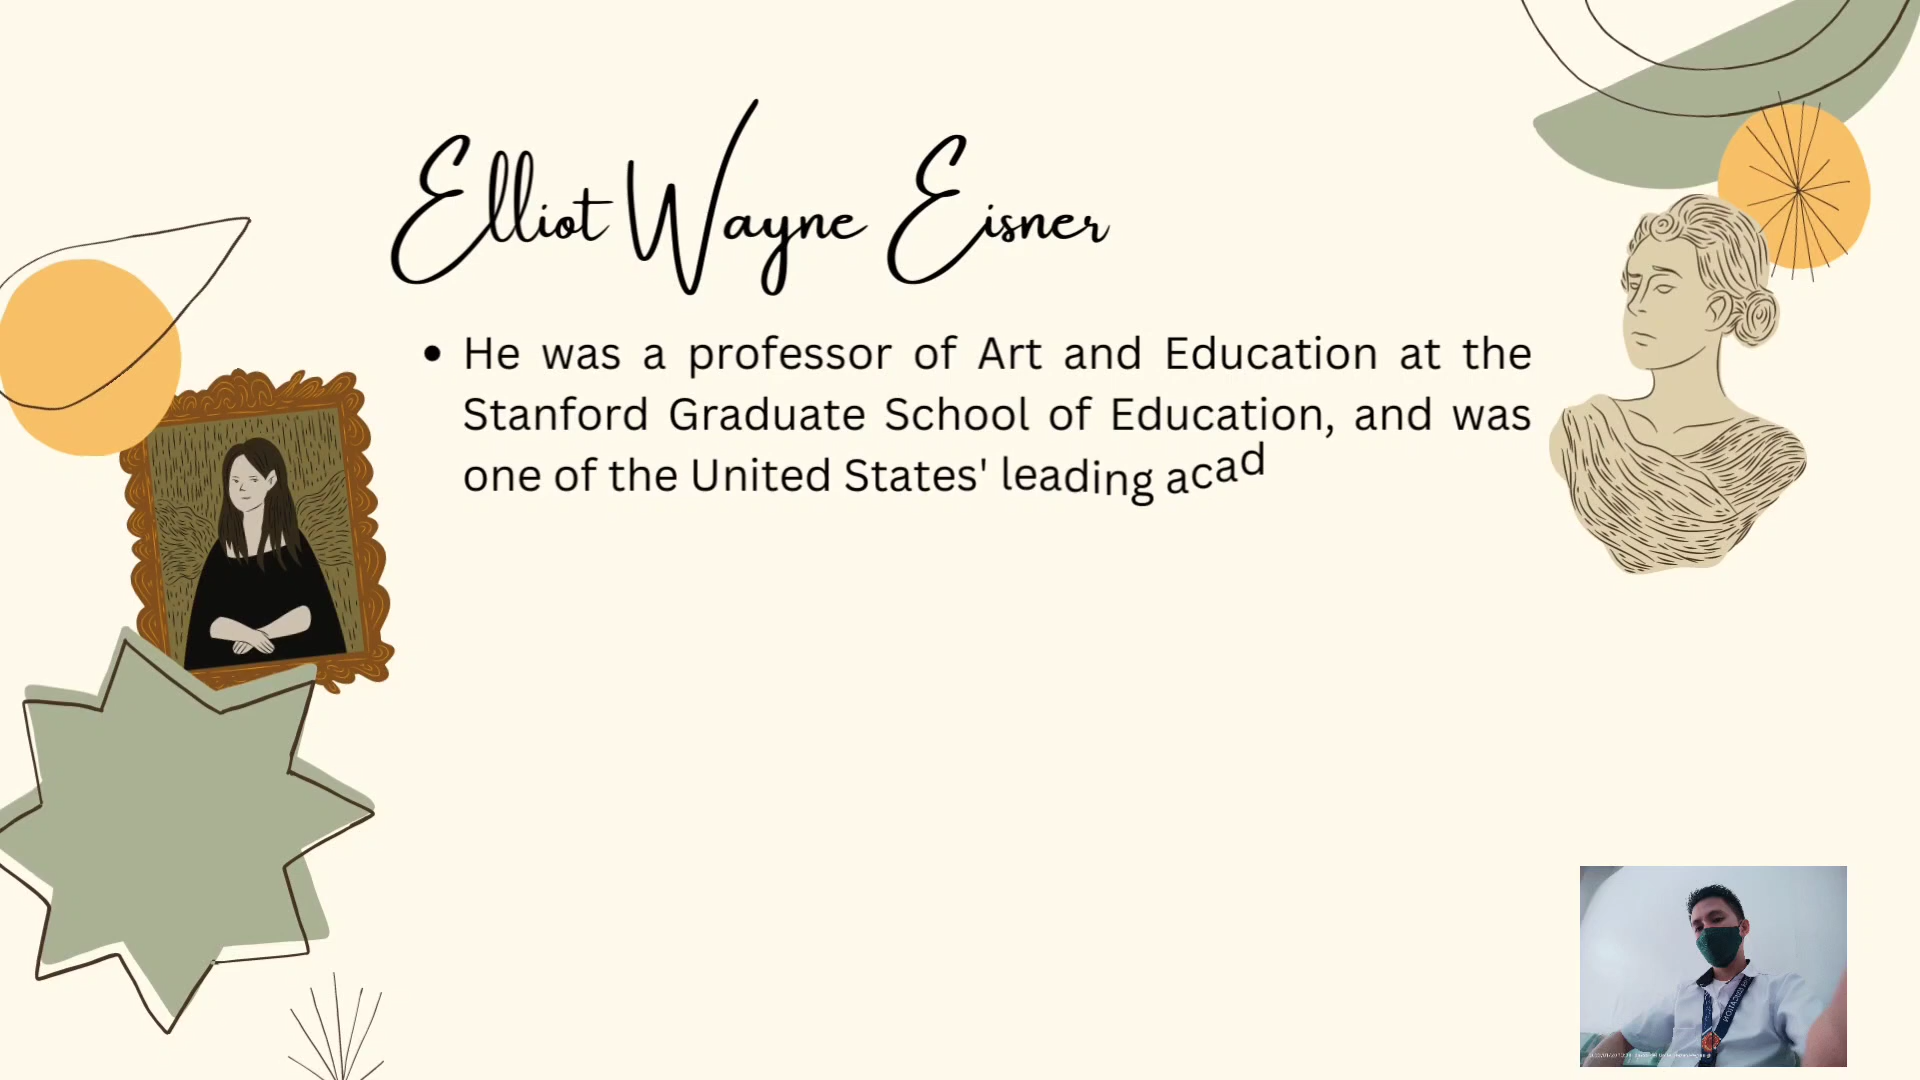 Elliot Wayne Eisner
• He was a professor of Art and Education at the
Stanford Graduate School of Education, and was
one of the United States' leading acad